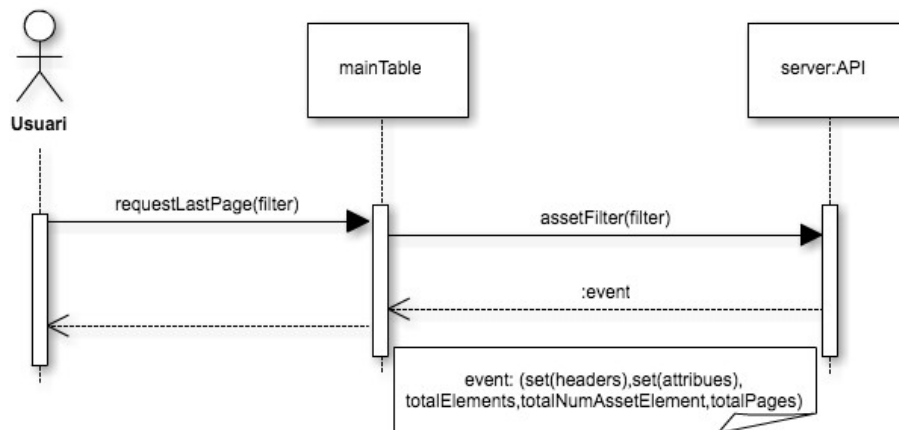 mainTable
server:API
Usuari
requestLastPage(filter)
assetFilter(filter)
:event
event: (set(headers),set(attribues),
totalElements,totalNumAssetElement,totalPages)